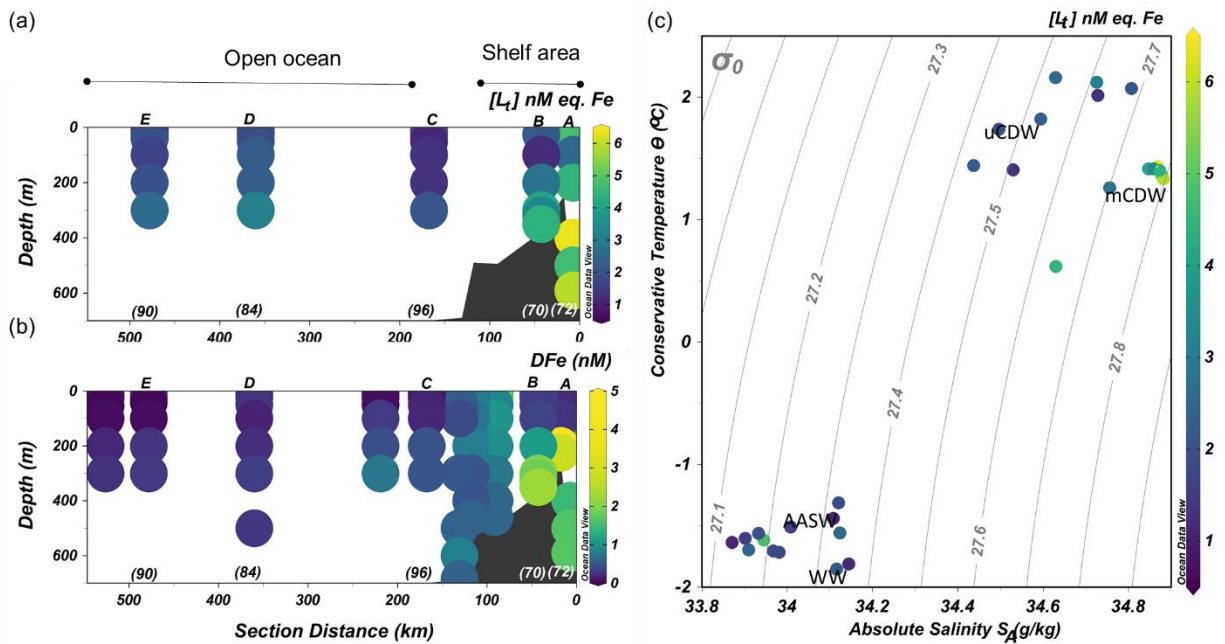 (a)
Open ocean
Shelf area
[Lt] nM eq. Fe
E D C B A
0
200
400
600
Depth (m)
6
5
4
3
2
1
Ocean Data View
(90) (84) (96) (70) (72)
500 400 300 200 100 0
(b)
DFe (nM)
E D C B A
0
200
400
600
Depth (m)
5
4
3
2
1
0
Ocean Data View
(90) (84) (96) (70) (72)
500 400 300 200 100 0
Section Distance (km)
(c)
[Lt] nM eq. Fe
σ0
27.3
27.7
27.5
27.2
27.8
27.4
27.1
27.6
uCDW
mCDW
AASW
WW
2
1
0
-1
-2
Conservative Temperature Θ (ºC)
33.8 34 34.2 34.4 34.6 34.8
Absolute Salinity SA(g/kg)
6
5
4
3
2
1
Ocean Data View